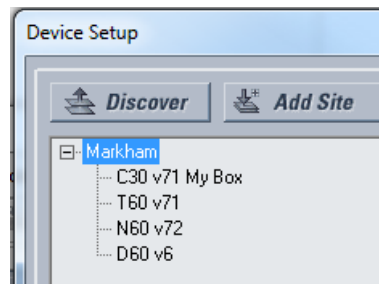 Device Setup
Discover Add Site
Markham
C30 v71 My Box
T60 v71
N60 v72
D60 v6